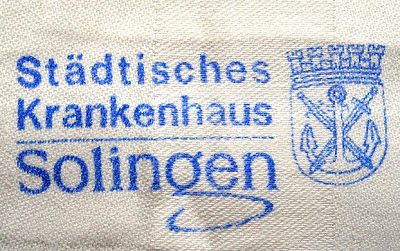 Städtisches
Krankenhaus
Solingen